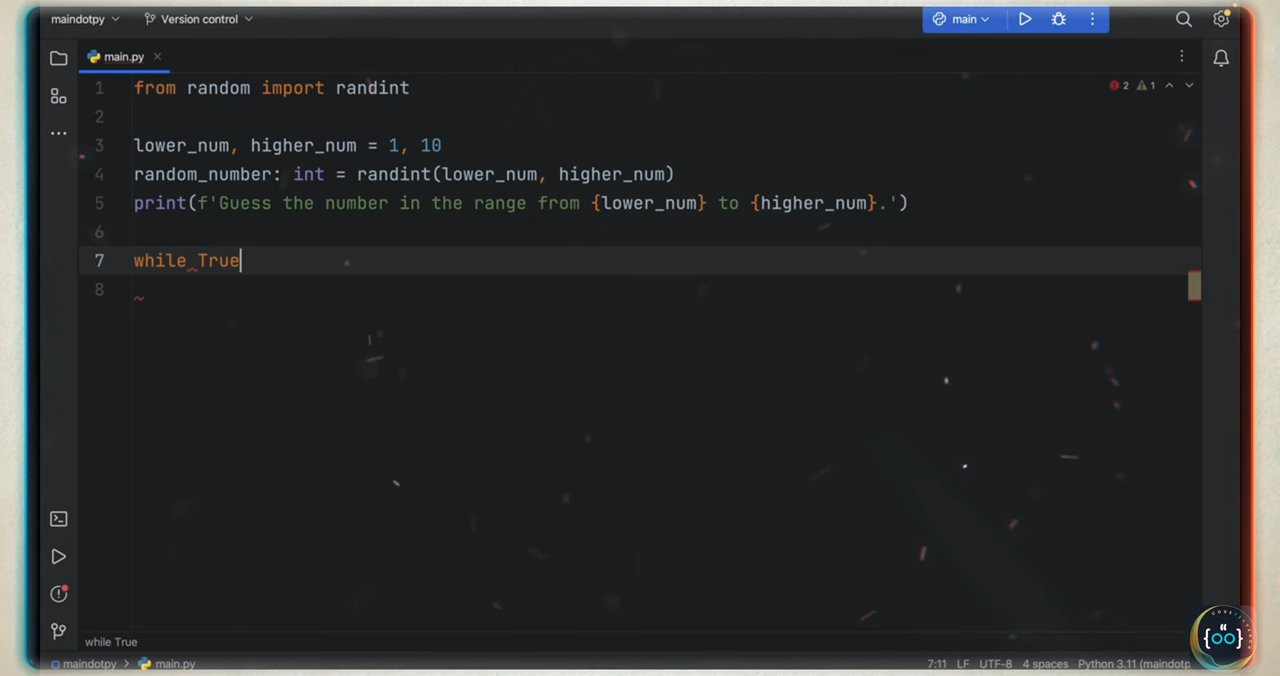 maindotpy Version control main
main.py
1 from random import randint 2 1
2
3 lower_num, higher_num = 1, 10
4 random_number: int = randint(lower_num, higher_num)
5 print(f'Guess the number in the range from {lower_num} to {higher_num}.')
6
7 while True
8
while True
maindotpy > main.py 7:11 LF UTF-8 4 spaces Python 3.11 (maindotp